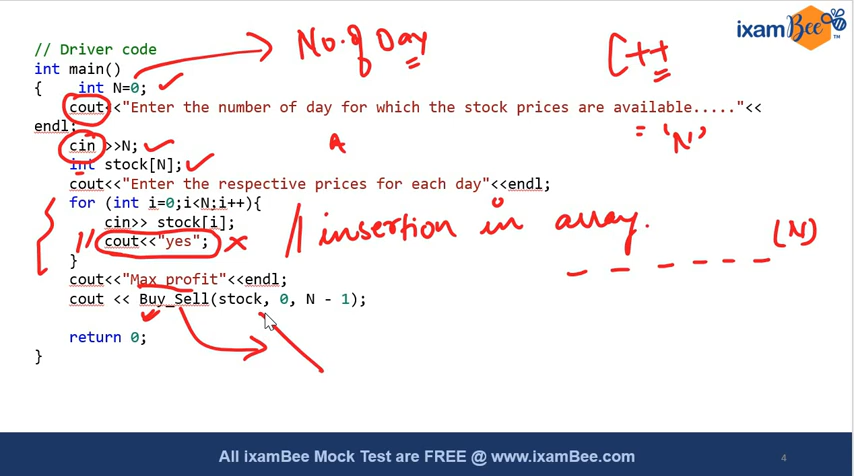 ixamBee
No. of Day
C++
// Driver code
int main()
{    int N=0;
cout<<"Enter the number of day for which the stock prices are available....."<<
endl;
= 'N'
cin >>N;
int stock[N];
cout<<"Enter the respective prices for each day"<<endl;
for (int i=0;i<N;i++){
cin>> stock[i];
// insertion in array.
// cout<<"yes";
(N)
}
cout<<"Max profit"<<endl;
cout << Buy_Sell(stock, 0, N - 1);
return 0;
}
All ixamBee Mock Test are FREE @ www.ixamBee.com
4